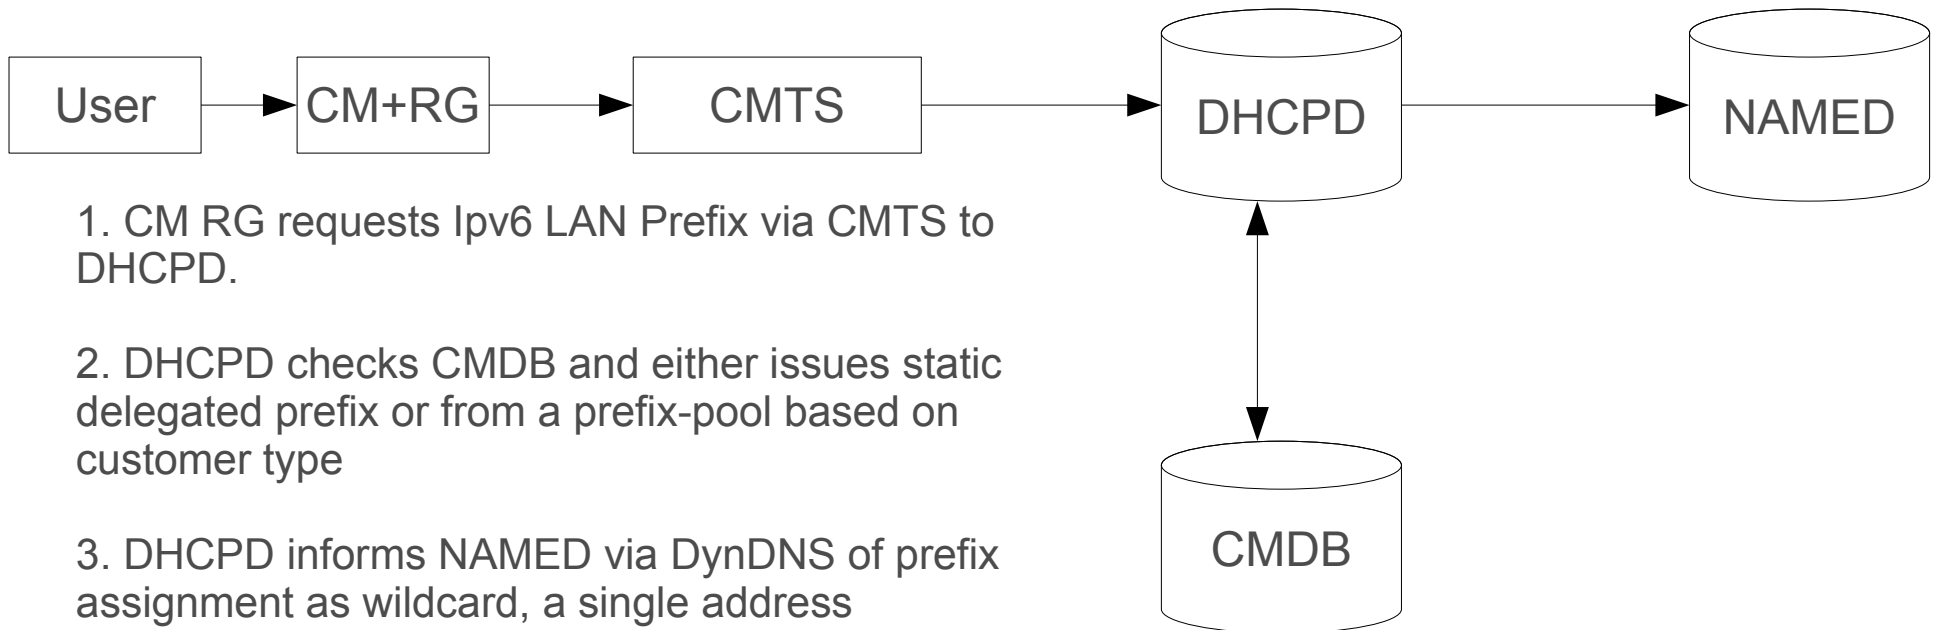 User
CM+RG
CMTS
DHCPD
NAMED
1. CM RG requests Ipv6 LAN Prefix via CMTS to
DHCPD.
2. DHCPD checks CMDB and either issues static
delegated prefix or from a prefix-pool based on
customer type
3. DHCPD informs NAMED via DynDNS of prefix
assignment as wildcard, a single address
CMDB